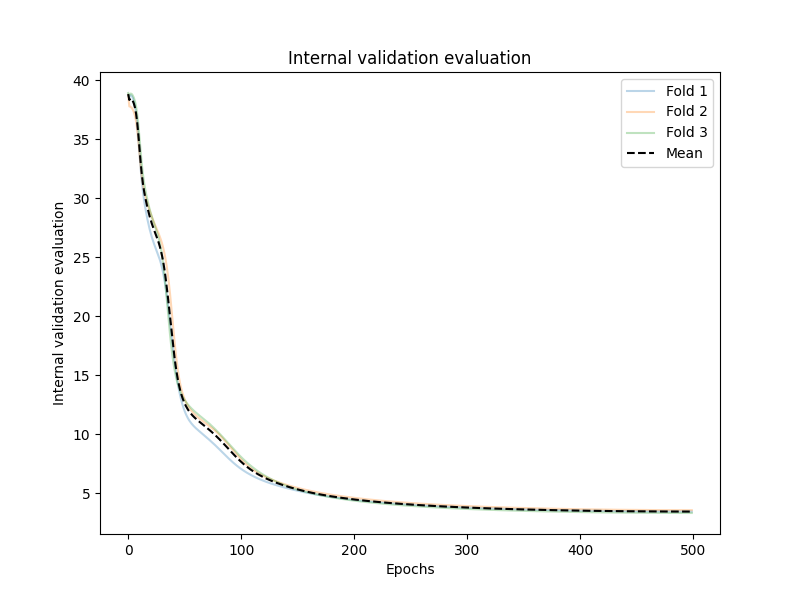 Internal validation evaluation
Fold 1
Fold 2
Fold 3
Mean
Internal validation evaluation
40
35
30
25
20
15
10
5
0 100 200 300 400 500
Epochs